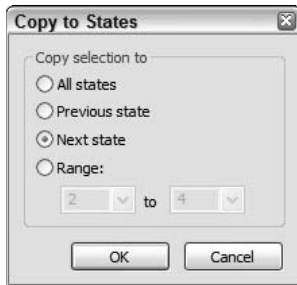 Copy to States
Copy selection to
All states
Previous state
Next state
Range:
2 to 4
OK Cancel